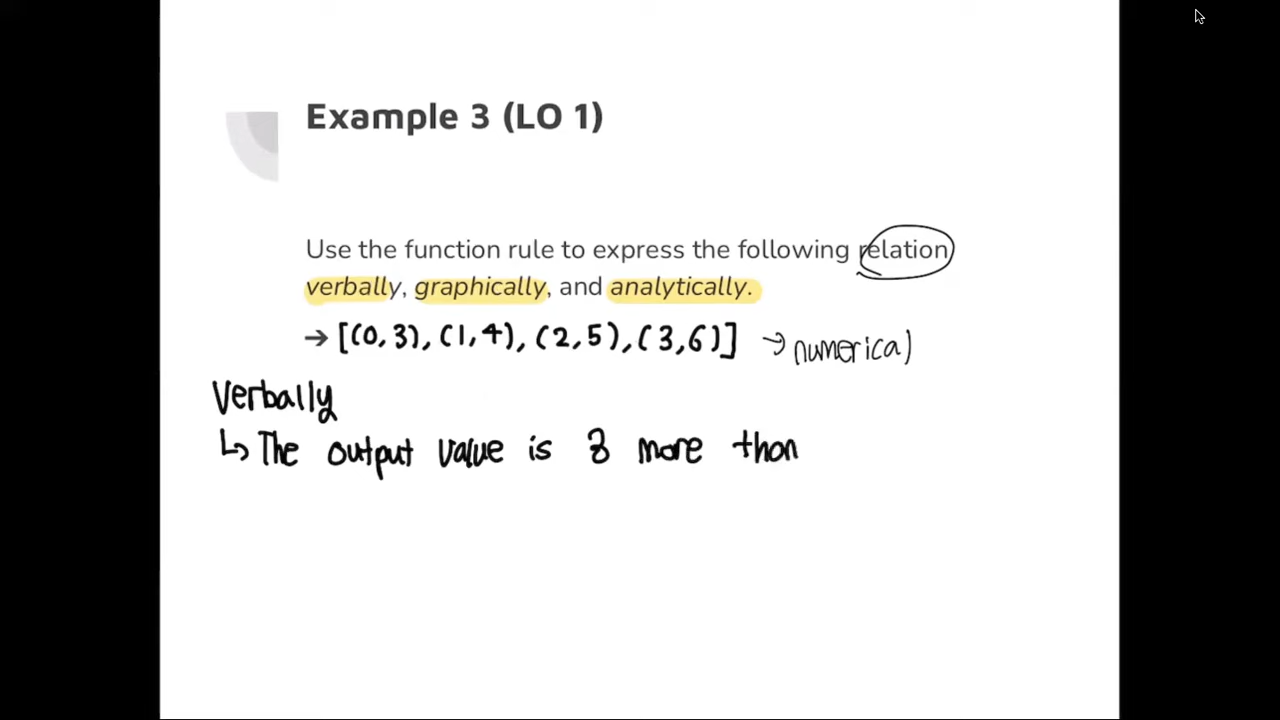 Example 3 (LO 1)
Use the function rule to express the following relation
verbally, graphically, and analytically.
→ [(0,3),(1,4),(2,5),(3,6)] → numerical
Verbally
↳ The output value is 3 more than